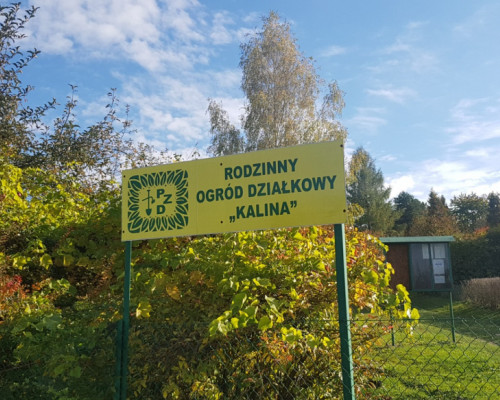 PZD
RODZINNY
OGRÓD DZIAŁKOWY
„KALINA”